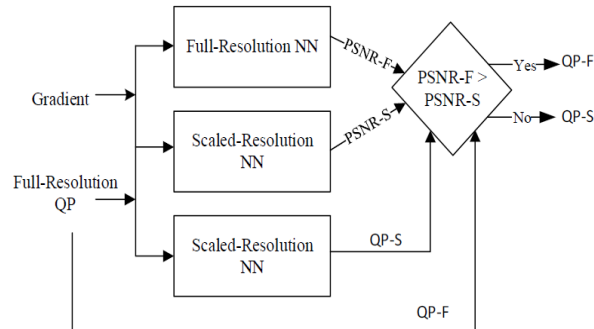 Full-Resolution NN
PSNR-F
Gradient
PSNR-F >
PSNR-S
Yes
QP-F
No
QP-S
Scaled-Resolution
NN
PSNR-S
Full-Resolution
QP
Scaled-Resolution
NN
QP-S
QP-F